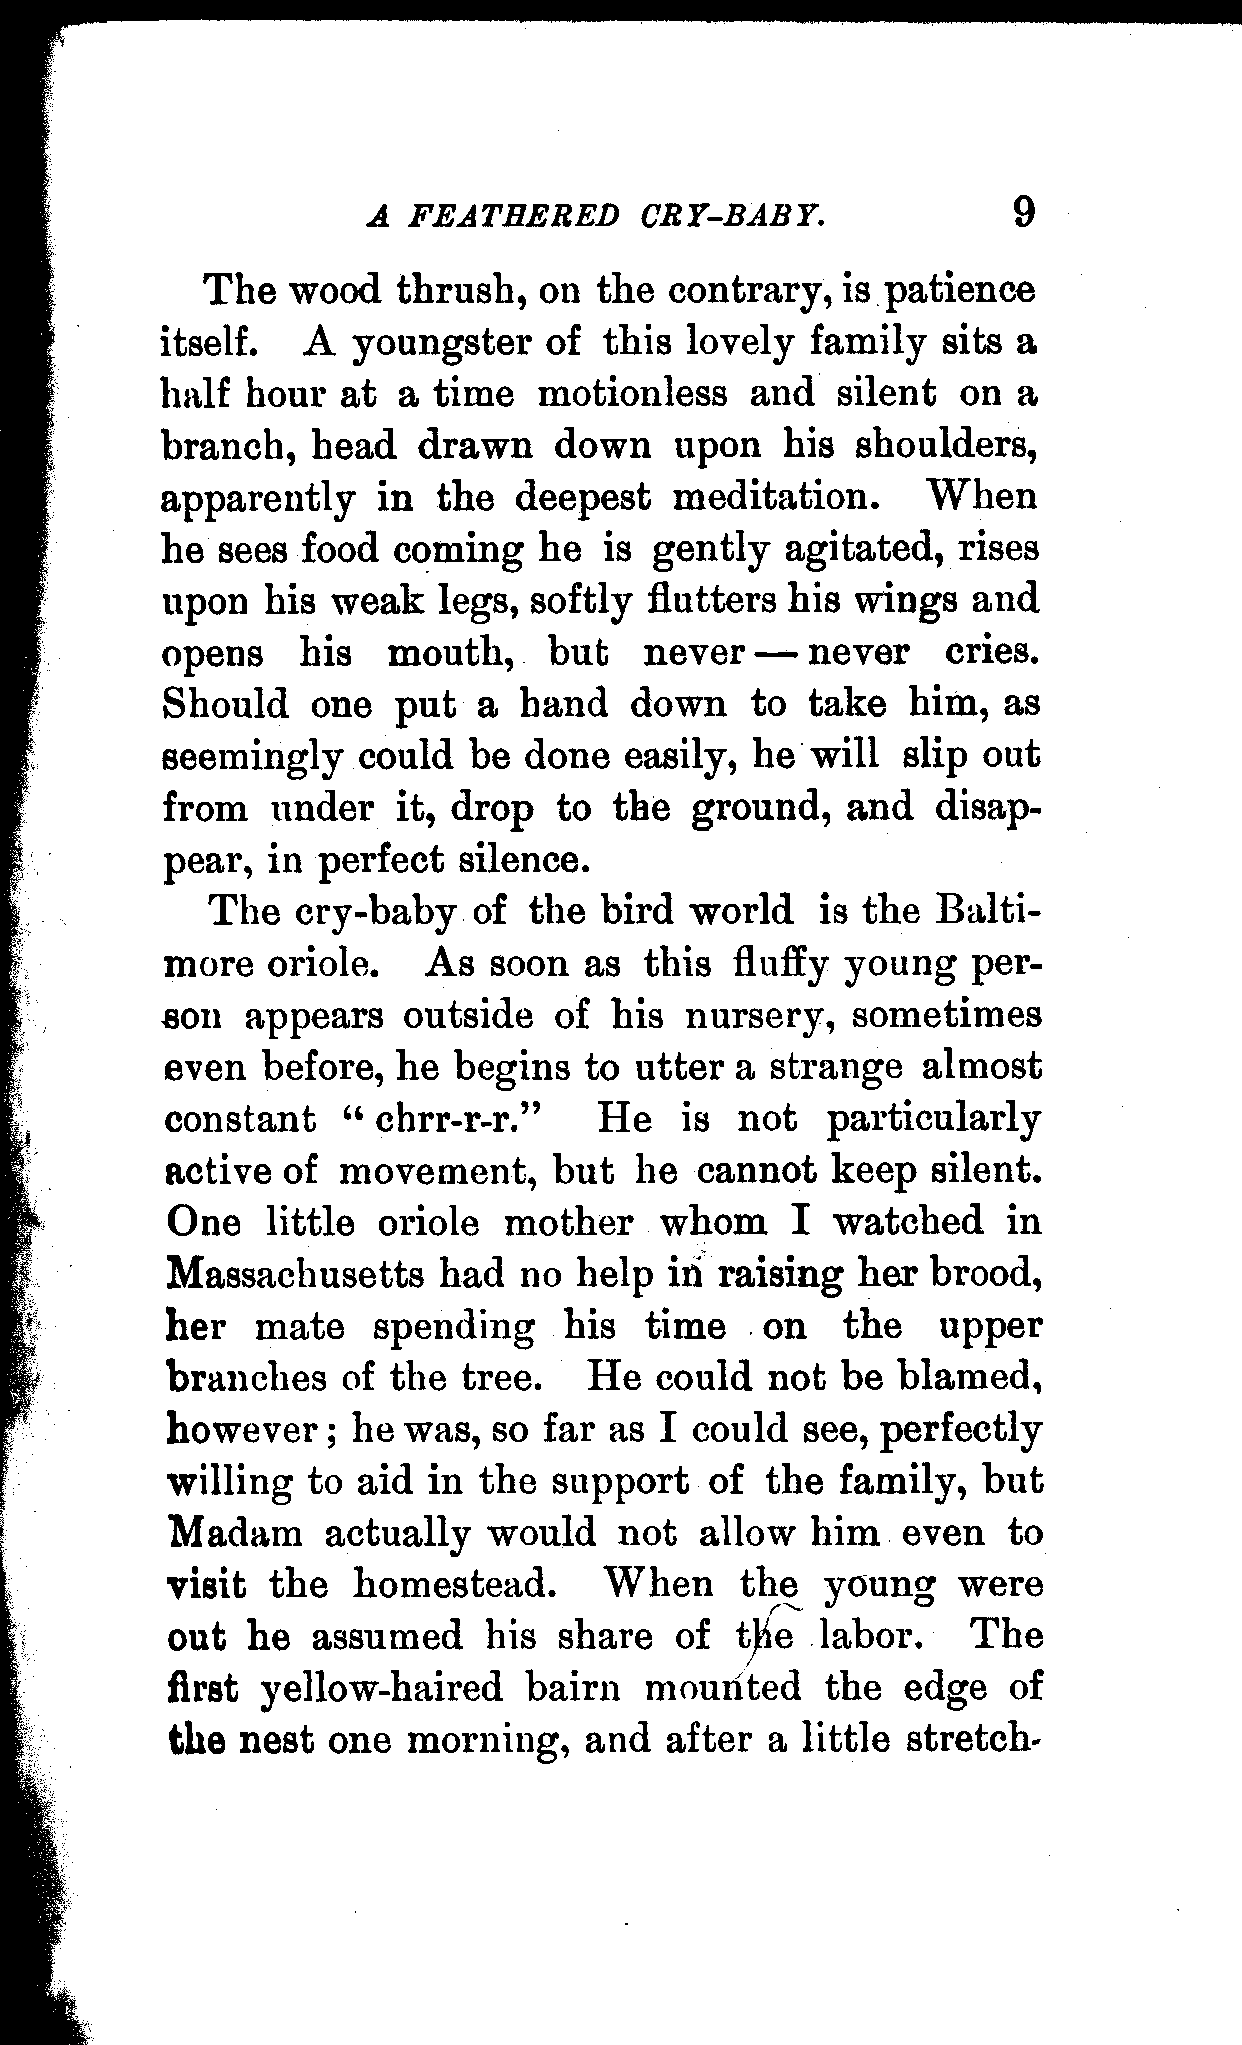 A FEATHERED CRY-BABY. 9
The wood thrush, on the contrary, is patience
itself. A youngster of this lovely family sits a
half hour at a time motionless and silent on a
branch, head drawn down upon his shoulders,
apparently in the deepest meditation. When
he sees food coming he is gently agitated, rises
upon his weak legs, softly flutters his wings and
opens his mouth, but never — never cries.
Should one put a hand down to take him, as
seemingly could be done easily, he will slip out
from under it, drop to the ground, and disap-
pear, in perfect silence.
The cry-baby of the bird world is the Balti-
more oriole. As soon as this fluffy young per-
son appears outside of his nursery, sometimes
even before, he begins to utter a strange almost
constant “ chrr-r-r.” He is not particularly
active of movement, but he cannot keep silent.
One little oriole mother whom I watched in
Massachusetts had no help in raising her brood,
her mate spending his time on the upper
branches of the tree. He could not be blamed,
however ; he was, so far as I could see, perfectly
willing to aid in the support of the family, but
Madam actually would not allow him even to
visit the homestead. When the young were
out he assumed his share of the labor. The
first yellow-haired bairn mounted the edge of
the nest one morning, and after a little stretch-